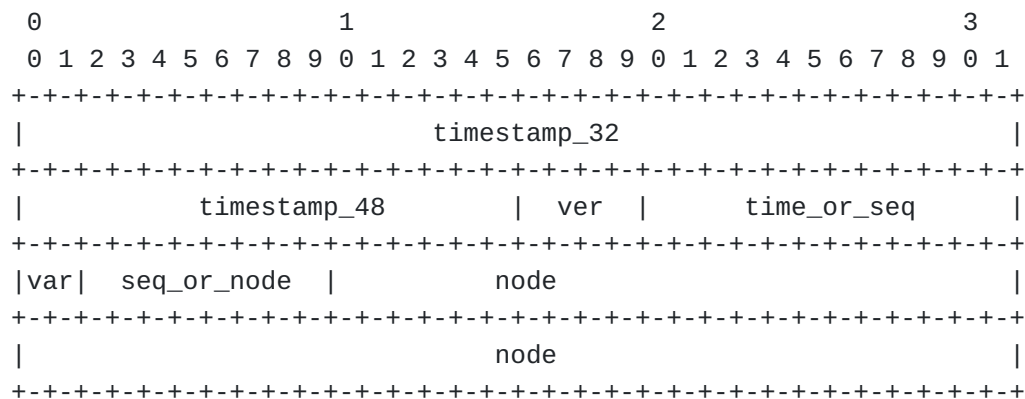 0                   1                   2                   3
 0 1 2 3 4 5 6 7 8 9 0 1 2 3 4 5 6 7 8 9 0 1 2 3 4 5 6 7 8 9 0 1
+-+-+-+-+-+-+-+-+-+-+-+-+-+-+-+-+-+-+-+-+-+-+-+-+-+-+-+-+-+-+-+-+
|                          timestamp_32                         |
+-+-+-+-+-+-+-+-+-+-+-+-+-+-+-+-+-+-+-+-+-+-+-+-+-+-+-+-+-+-+-+-+
|           timestamp_48        |  ver  |      time_or_seq      |
+-+-+-+-+-+-+-+-+-+-+-+-+-+-+-+-+-+-+-+-+-+-+-+-+-+-+-+-+-+-+-+-+
|var|  seq_or_node  |          node                             |
+-+-+-+-+-+-+-+-+-+-+-+-+-+-+-+-+-+-+-+-+-+-+-+-+-+-+-+-+-+-+-+-+
|                              node                             |
+-+-+-+-+-+-+-+-+-+-+-+-+-+-+-+-+-+-+-+-+-+-+-+-+-+-+-+-+-+-+-+-+